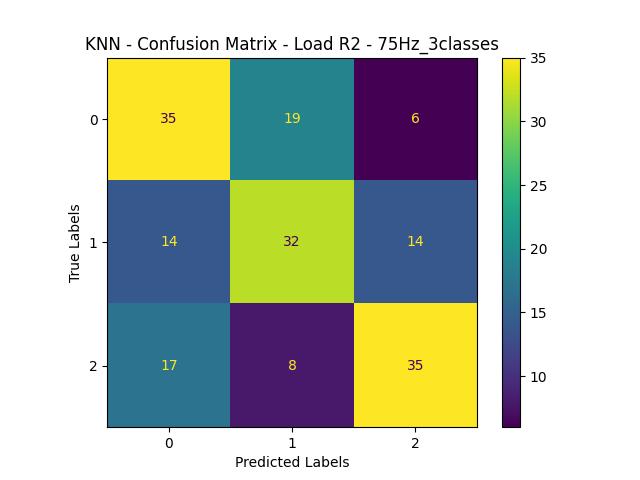 KNN - Confusion Matrix - Load R2 - 75Hz_3classes
True Labels
0
35 19 6
1
14 32 14
2
17 8 35
0 1 2
Predicted Labels
35
30
25
20
15
10